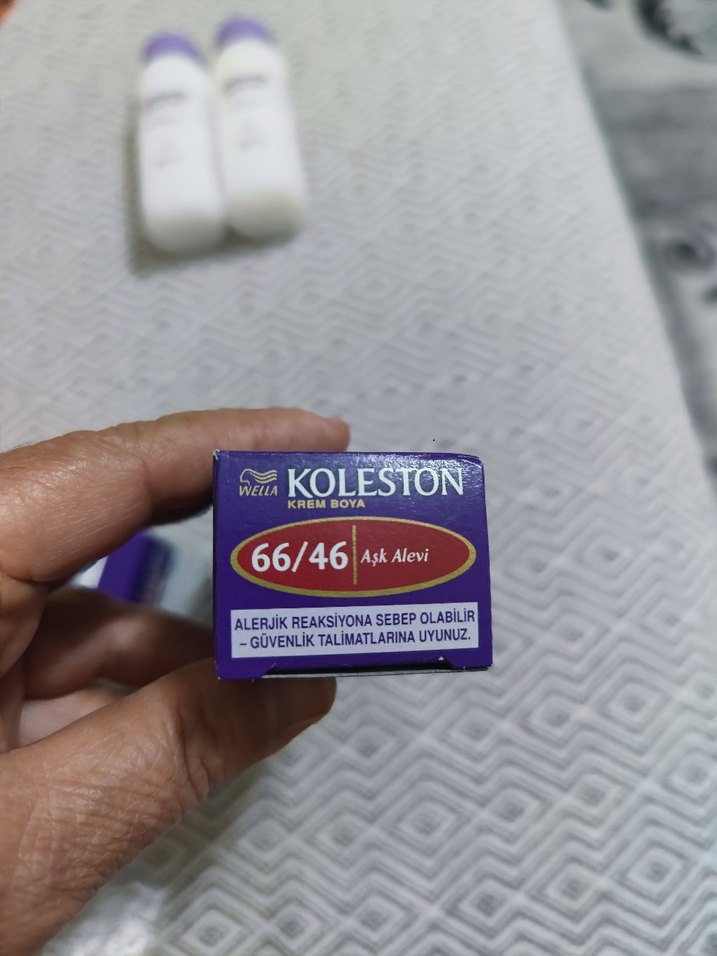 WELLA
KOLESTON
KREM BOYA
66/46 Aşk Alevi
ALERJİK REAKSİYONA SEBEP OLABİLİR
– GÜVENLİK TALİMATLARINA UYUNUZ.